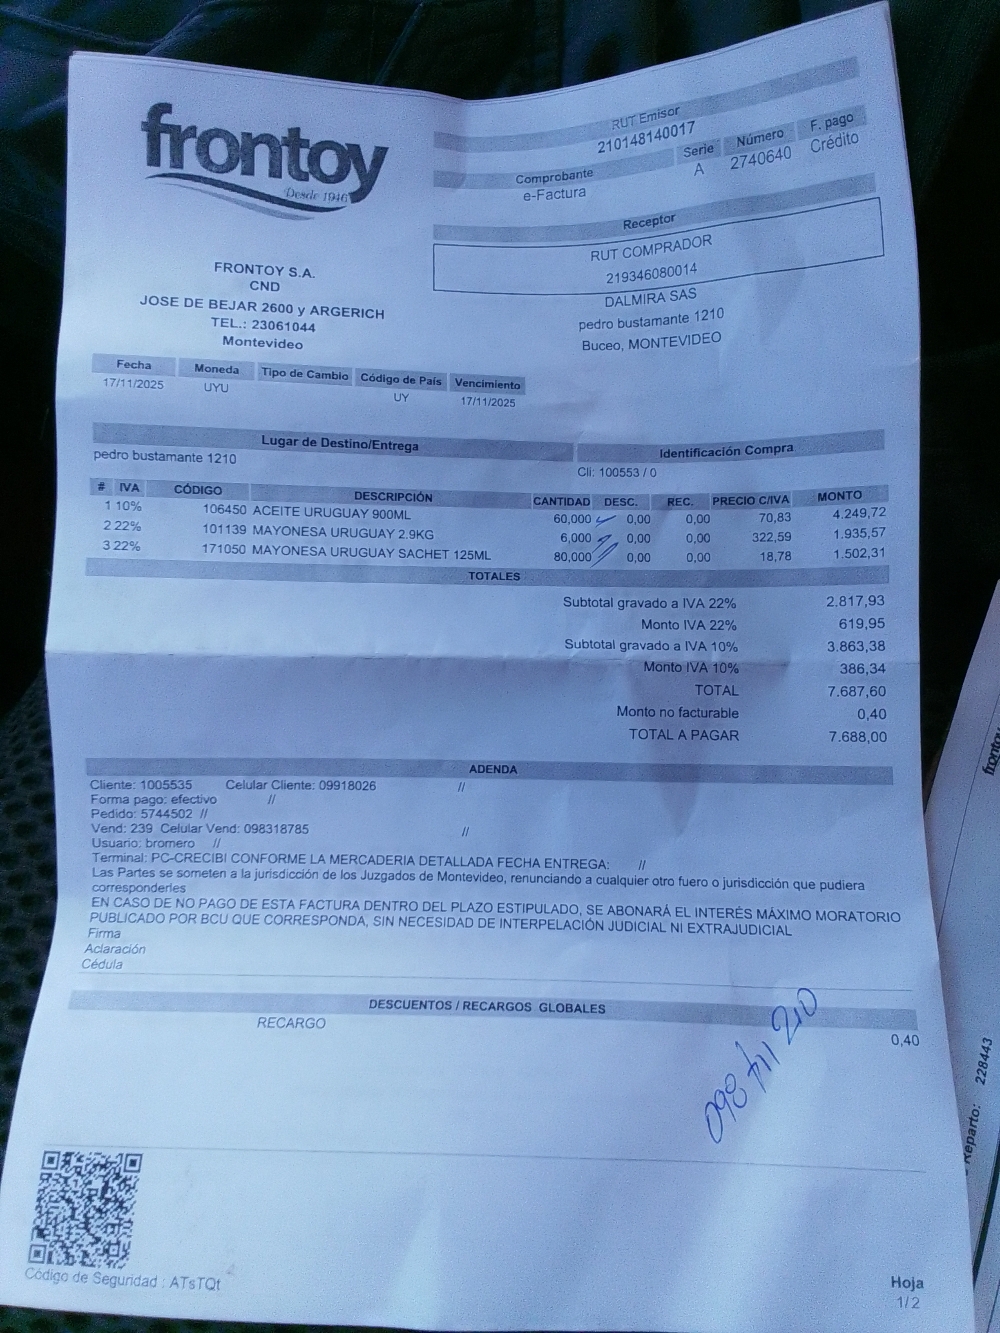 frontoy
Desde 1946
RUT Emisor
210148140017
Comprobante Serie Número F. pago
e-Factura A 2740640 Crédito
Receptor
RUT COMPRADOR
219346080014
DALMIRA SAS
pedro bustamante 1210
Buceo, MONTEVIDEO
FRONTOY S.A.
CND
JOSE DE BEJAR 2600 y ARGERICH
TEL.: 23061044
Montevideo
Fecha Moneda Tipo de Cambio Código de País Vencimiento
17/11/2025 UYU UY 17/11/2025
Lugar de Destino/Entrega Identificación Compra
pedro bustamante 1210 Cli: 100553 / 0
# IVA CÓDIGO DESCRIPCIÓN CANTIDAD DESC. REC. PRECIO C/IVA MONTO
1 10% 106450 ACEITE URUGUAY 900ML 60,000 0,00 0,00 70,83 4.249,72
2 22% 101139 MAYONESA URUGUAY 2.9KG 6,000 0,00 0,00 322,59 1.935,57
3 22% 171050 MAYONESA URUGUAY SACHET 125ML 80,000 0,00 0,00 18,78 1.502,31
TOTALES
Subtotal gravado a IVA 22% 2.817,93
Monto IVA 22% 619,95
Subtotal gravado a IVA 10% 3.863,38
Monto IVA 10% 386,34
TOTAL 7.687,60
Monto no facturable 0,40
TOTAL A PAGAR 7.688,00
ADENDA
Cliente: 1005535 Celular Cliente: 09918026 //
Forma pago: efectivo //
Pedido: 5744502 //
Vend: 239 Celular Vend: 098318785 //
Usuario: bromero //
Terminal: PC-CRECIBI CONFORME LA MERCADERIA DETALLADA FECHA ENTREGA: //
Las Partes se someten a la jurisdicción de los Juzgados de Montevideo, renunciando a cualquier otro fuero o jurisdicción que pudiera
corresponderles
EN CASO DE NO PAGO DE ESTA FACTURA DENTRO DEL PLAZO ESTIPULADO, SE ABONARÁ EL INTERÉS MÁXIMO MORATORIO
PUBLICADO POR BCU QUE CORRESPONDA, SIN NECESIDAD DE INTERPELACIÓN JUDICIAL NI EXTRAJUDICIAL
Firma
Aclaración
Cédula
DESCUENTOS / RECARGOS GLOBALES
RECARGO 0,40
Código de Seguridad : ATsTQt
Hoja
1/2
frontoy
Reparto: 228443